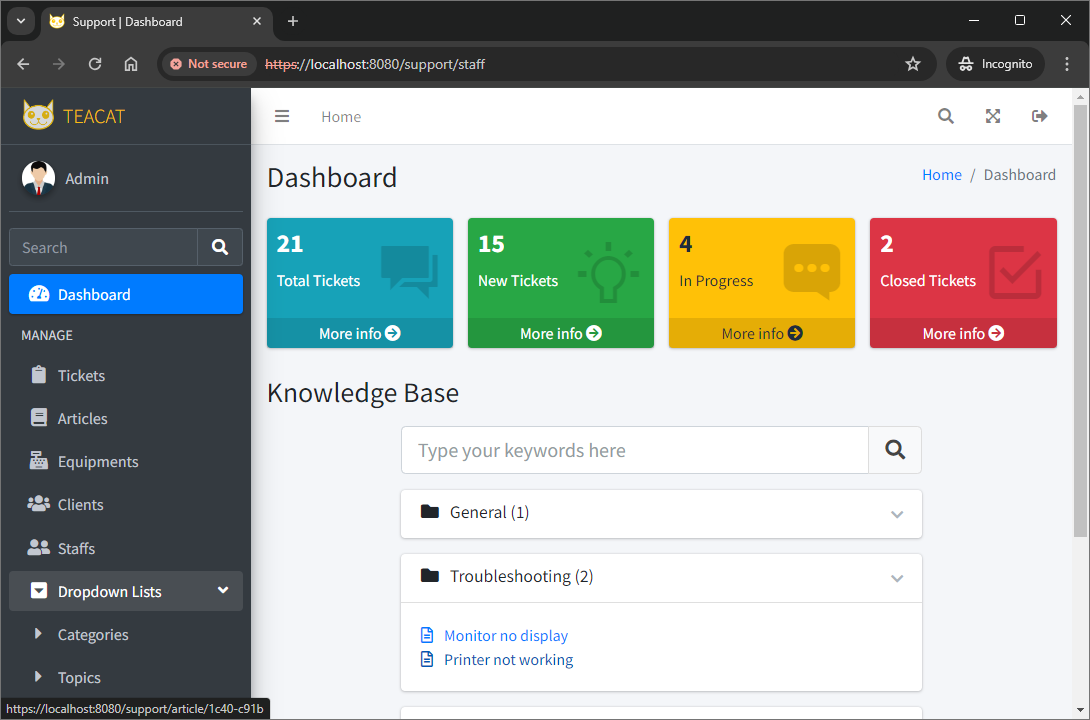 Support | Dashboard
Not secure
https://localhost:8080/support/staff
Incognito
TEACAT
Home
Admin
Dashboard
Home / Dashboard
Search
Dashboard
MANAGE
Tickets
Articles
Equipments
Clients
Staffs
Dropdown Lists
Categories
Topics
21
Total Tickets
More info
15
New Tickets
More info
4
In Progress
More info
2
Closed Tickets
More info
Knowledge Base
Type your keywords here
General (1)
Troubleshooting (2)
Monitor no display
Printer not working
https://localhost:8080/support/article/1c40-c91b